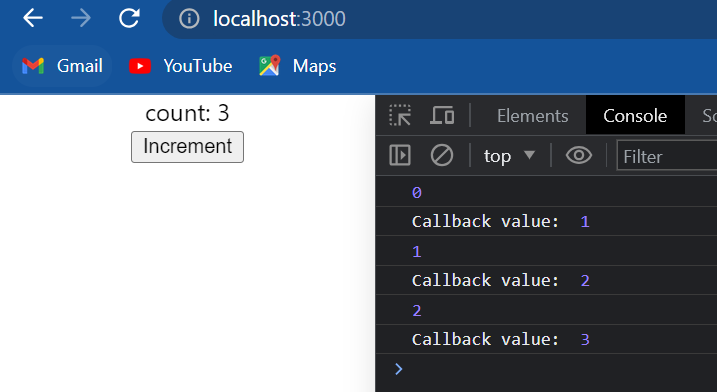 localhost:3000
Gmail YouTube Maps
count: 3
Increment
Elements Console
top Filter
0
Callback value: 1
1
Callback value: 2
2
Callback value: 3